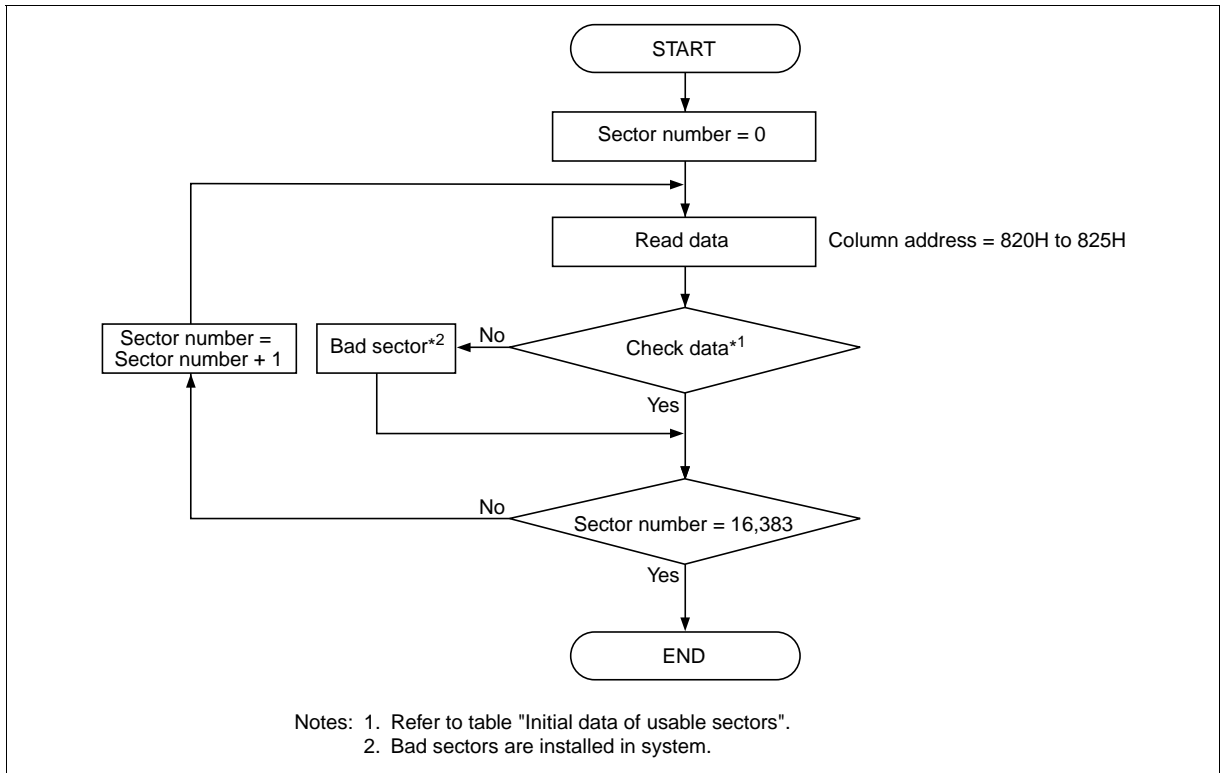 START
Sector number = 0
Read data
Column address = 820H to 825H
Sector number =
Sector number + 1
Bad sector*2
No
Check data*1
Yes
No
Sector number = 16,383
Yes
END
Notes: 1. Refer to table "Initial data of usable sectors".
2. Bad sectors are installed in system.